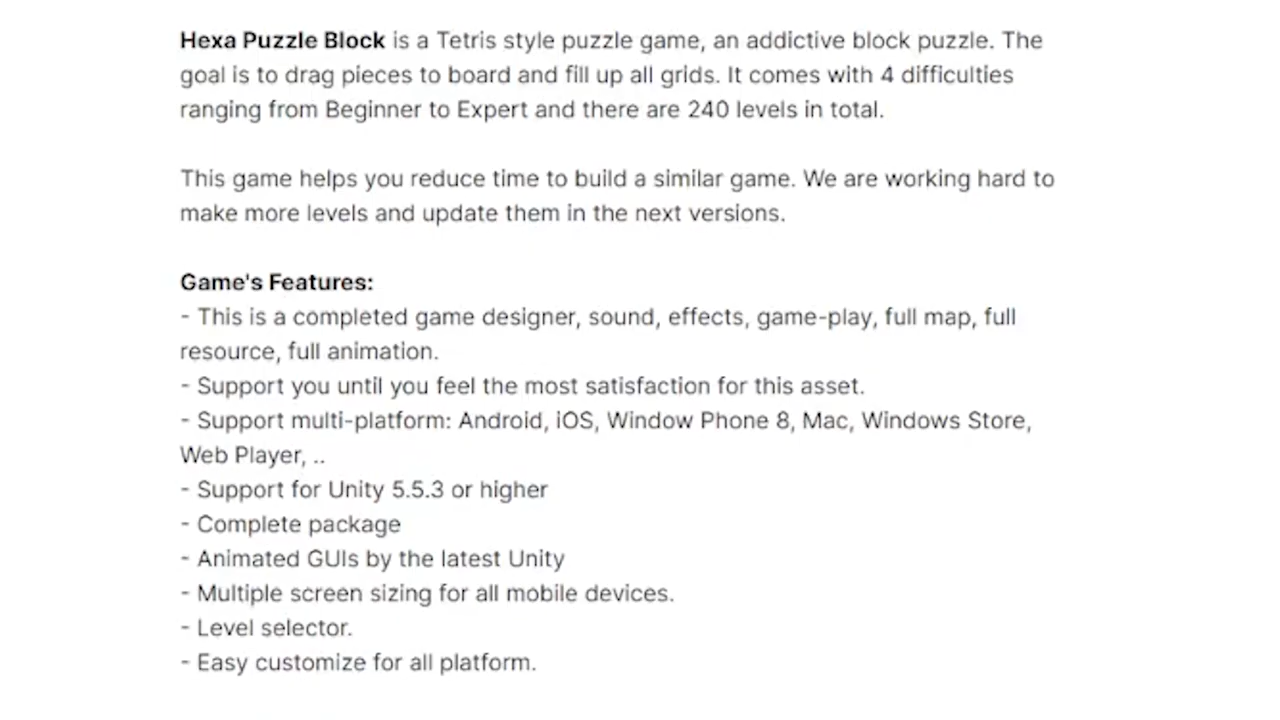 Hexa Puzzle Block is a Tetris style puzzle game, an addictive block puzzle. The
goal is to drag pieces to board and fill up all grids. It comes with 4 difficulties
ranging from Beginner to Expert and there are 240 levels in total.
This game helps you reduce time to build a similar game. We are working hard to
make more levels and update them in the next versions.
Game's Features:
- This is a completed game designer, sound, effects, game-play, full map, full
resource, full animation.
- Support you until you feel the most satisfaction for this asset.
- Support multi-platform: Android, iOS, Window Phone 8, Mac, Windows Store,
Web Player, ..
- Support for Unity 5.5.3 or higher
- Complete package
- Animated GUIs by the latest Unity
- Multiple screen sizing for all mobile devices.
- Level selector.
- Easy customize for all platform.